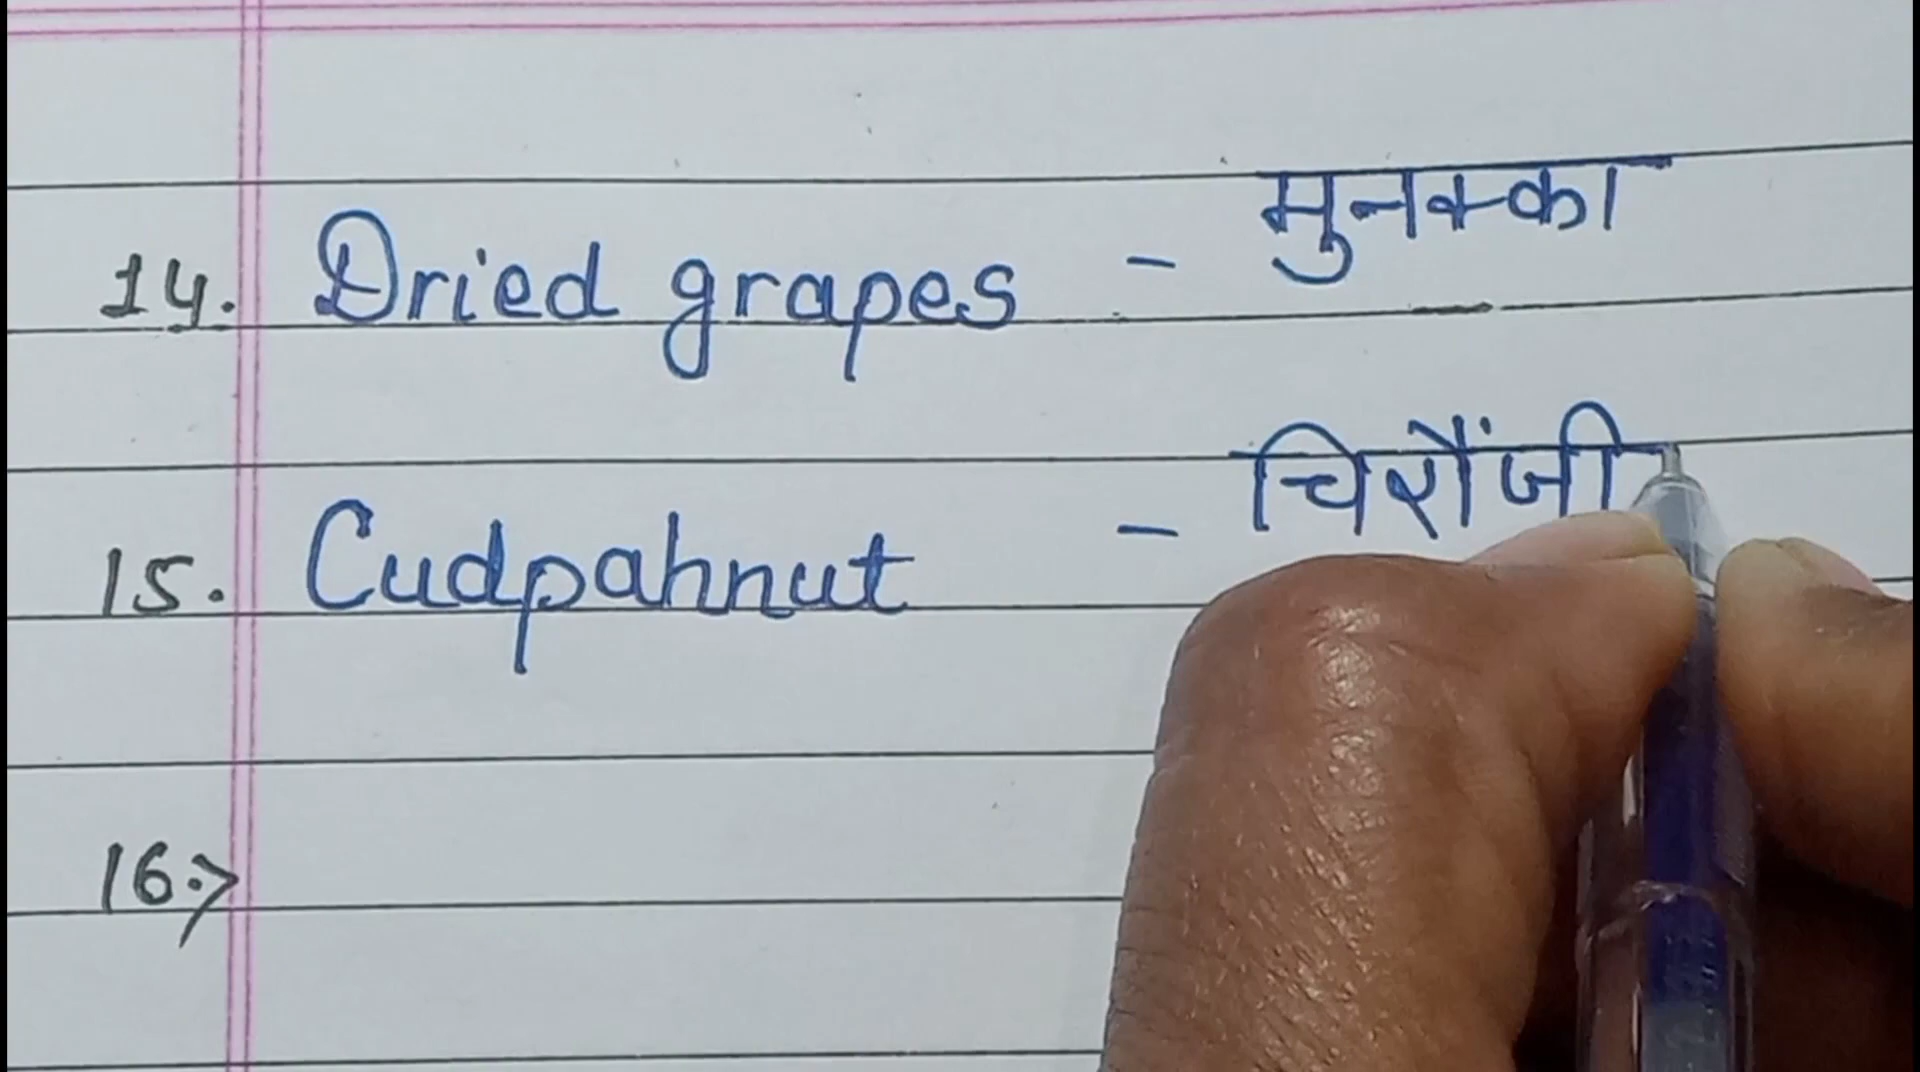 14. Dried grapes - मुनक्का
15. Cudpahnut - चिरौंजी
16.